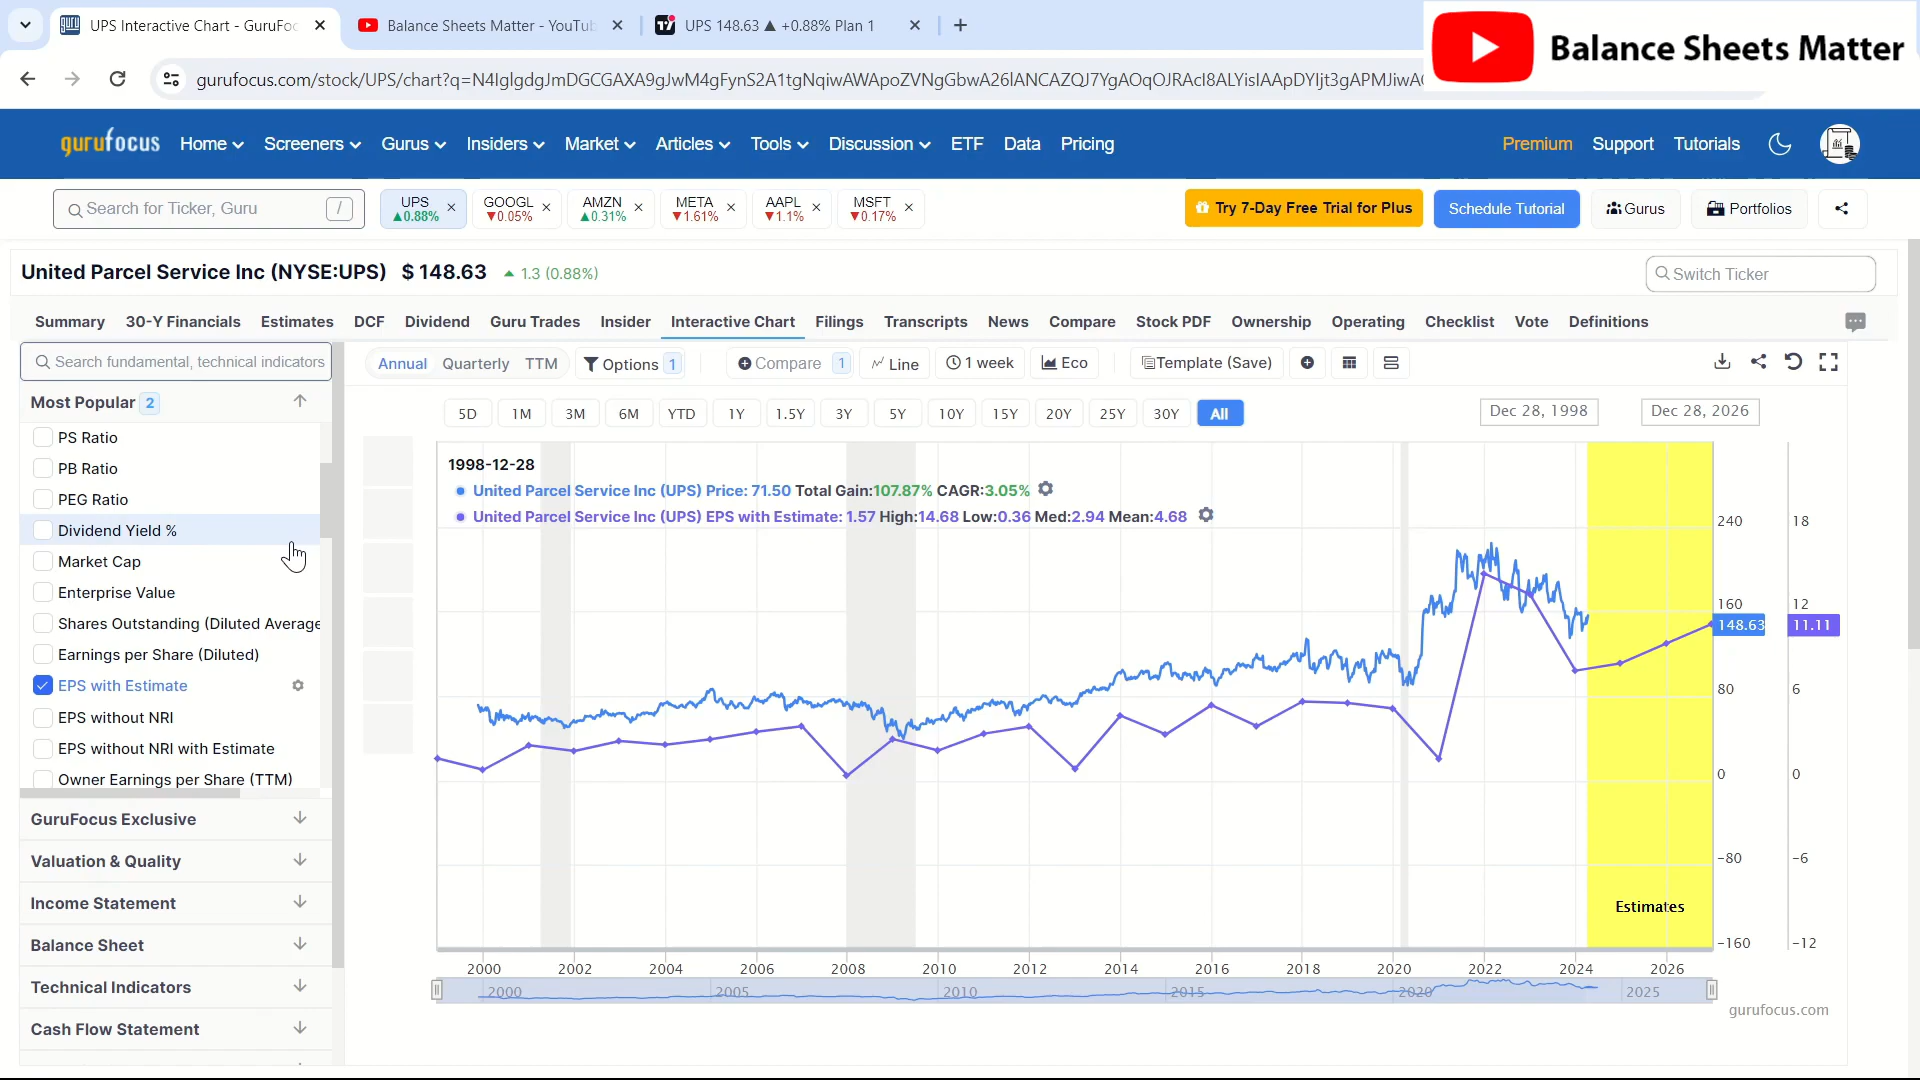 UPS Interactive Chart - GuruFoc
Balance Sheets Matter - YouTub
UPS 148.63 ▲ +0.88% Plan 1
Balance Sheets Matter
gurufocus
Home
Screeners
Gurus
Insiders
Market
Articles
Tools
Discussion
ETF
Data
Pricing
Premium
Support
Tutorials
Search for Ticker, Guru
/
UPS
▲0.88%
GOOGL
▼0.05%
AMZN
▲0.31%
META
▼1.61%
AAPL
▼1.1%
MSFT
▼0.17%
Try 7-Day Free Trial for Plus
Schedule Tutorial
Gurus
Portfolios
United Parcel Service Inc (NYSE:UPS) $ 148.63 ▲ 1.3 (0.88%)
Switch Ticker
Summary
30-Y Financials
Estimates
DCF
Dividend
Guru Trades
Insider
Interactive Chart
Filings
Transcripts
News
Compare
Stock PDF
Ownership
Operating
Checklist
Vote
Definitions
Search fundamental, technical indicators
Annual
Quarterly
TTM
Options 1
Compare 1
Line
1 week
Eco
Template (Save)
Most Popular 2
PS Ratio
PB Ratio
PEG Ratio
Dividend Yield %
Market Cap
Enterprise Value
Shares Outstanding (Diluted Average
Earnings per Share (Diluted)
EPS with Estimate
EPS without NRI
EPS without NRI with Estimate
Owner Earnings per Share (TTM)
GuruFocus Exclusive
Valuation & Quality
Income Statement
Balance Sheet
Technical Indicators
Cash Flow Statement
5D
1M
3M
6M
YTD
1Y
1.5Y
3Y
5Y
10Y
15Y
20Y
25Y
30Y
All
Dec 28, 1998
Dec 28, 2026
1998-12-28
United Parcel Service Inc (UPS) Price: 71.50 Total Gain:107.87% CAGR:3.05%
United Parcel Service Inc (UPS) EPS with Estimate: 1.57 High:14.68 Low:0.36 Med:2.94 Mean:4.68
240 18
160 12
148.63 11.11
80 6
0 0
-80 -6
-160 -12
Estimates
2000 2002 2004 2006 2008 2010 2012 2014 2016 2018 2020 2022 2024 2026
2000 2005 2010 2015 2020 2025
gurufocus.com